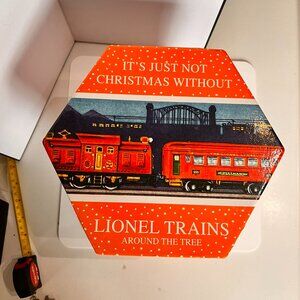 IT'S JUST NOT
CHRISTMAS WITHOUT
LIONEL TRAINS
AROUND THE TREE